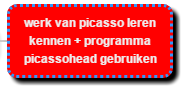 werk van picasso leren
kennen + programma
picassohead gebruiken